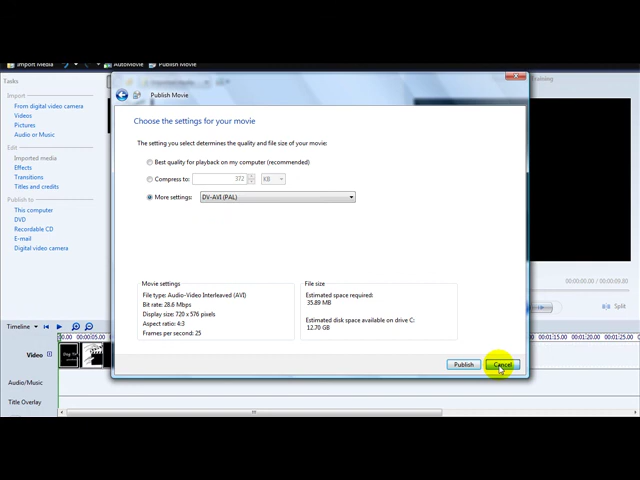 Import Media AutoMovie Publish Movie
Tasks
Import
From digital video camera
Videos
Pictures
Audio or Music
Edit
Imported media
Effects
Transitions
Titles and credits
Publish to
This computer
DVD
Recordable CD
E-mail
Digital video camera
Publish Movie
Choose the settings for your movie
The setting you select determines the quality and file size of your movie:
Best quality for playback on my computer (recommended)
Compress to: 372 KB
More settings: DV-AVI (PAL)
Movie settings
File type: Audio-Video Interleaved (AVI)
Bit rate: 28.6 Mbps
Display size: 720 x 576 pixels
Aspect ratio: 4:3
Frames per second: 25
File size
Estimated space required:
35.89 MB
Estimated disk space available on drive C:
12.70 GB
Publish Cancel
Split
Timeline
Video
Audio/Music
Title Overlay